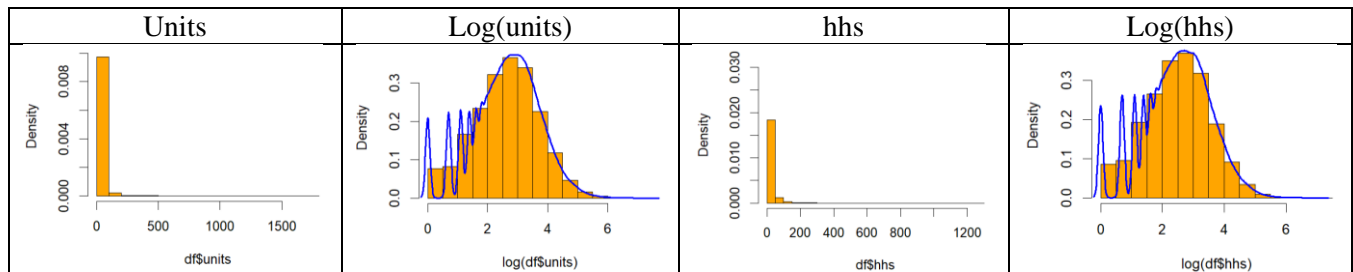 Units
Log(units)
hhs
Log(hhs)
Density
0.000
0.004
0.008
0
500
1000
1500
df$units
Density
0.0
0.1
0.2
0.3
0
2
4
6
log(df$units)
Density
0.000
0.010
0.020
0.030
0
200
400
600
800
1200
df$hhs
Density
0.0
0.1
0.2
0.3
0
2
4
6
log(df$hhs)